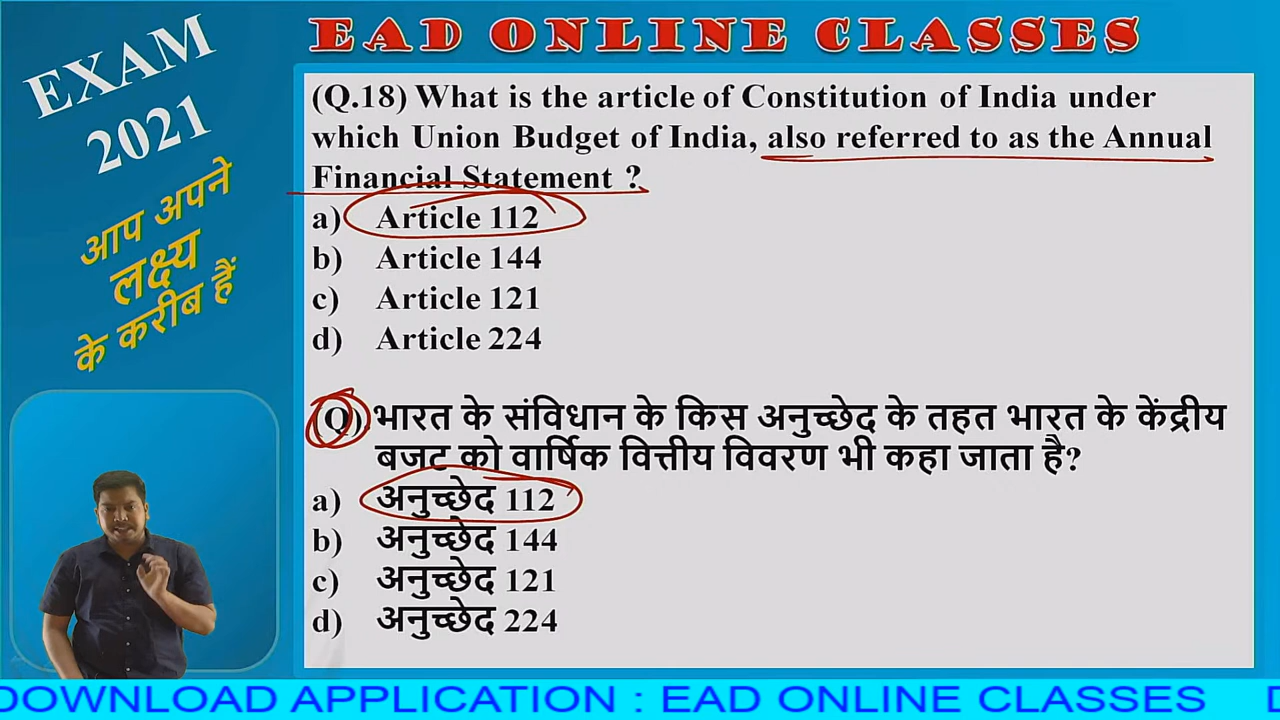 EXAM
2021
आप अपने
लक्ष्य
के करीब हैं
EAD ONLINE CLASSES
(Q.18) What is the article of Constitution of India under
which Union Budget of India, also referred to as the Annual
Financial Statement ?
a) Article 112
b) Article 144
c) Article 121
d) Article 224
(Q). भारत के संविधान के किस अनुच्छेद के तहत भारत के केंद्रीय
बजट को वार्षिक वित्तीय विवरण भी कहा जाता है?
a) अनुच्छेद 112
b) अनुच्छेद 144
c) अनुच्छेद 121
d) अनुच्छेद 224
DOWNLOAD APPLICATION : EAD ONLINE CLASSES D